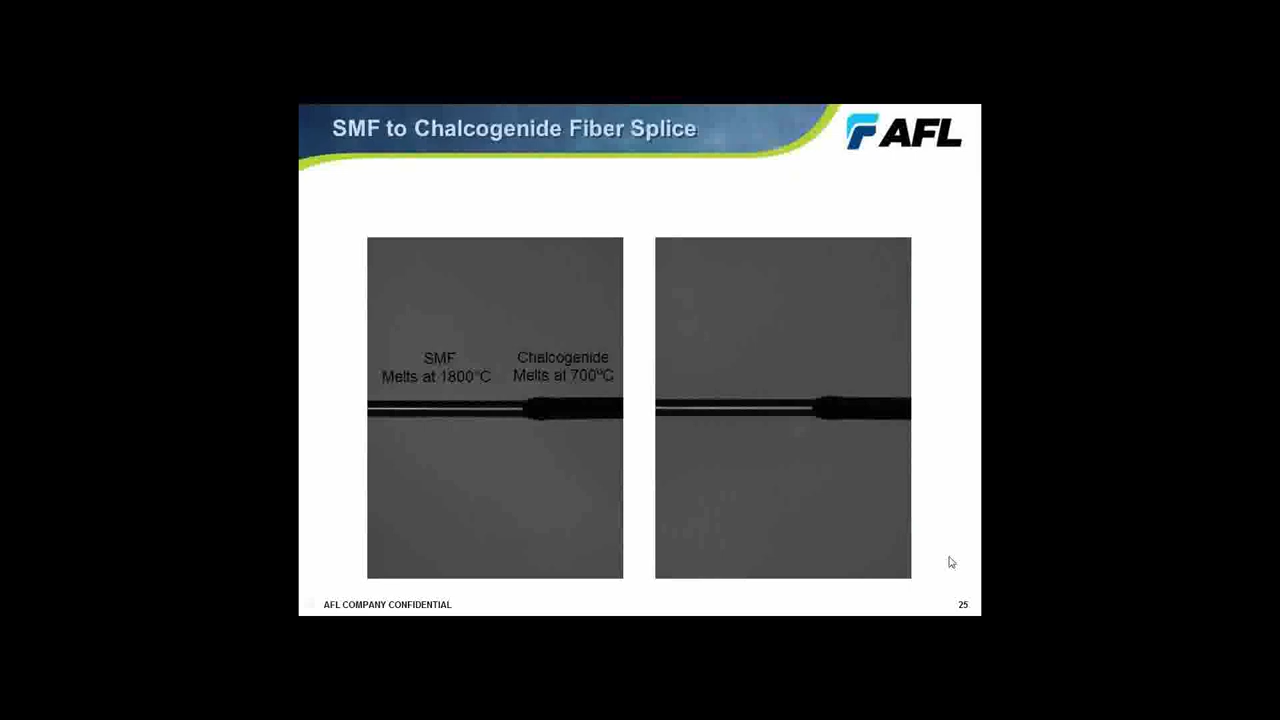 SMF to Chalcogenide Fiber Splice
AFL
SMF
Melts at 1800°C
Chalcogenide
Melts at 700°C
AFL COMPANY CONFIDENTIAL
25